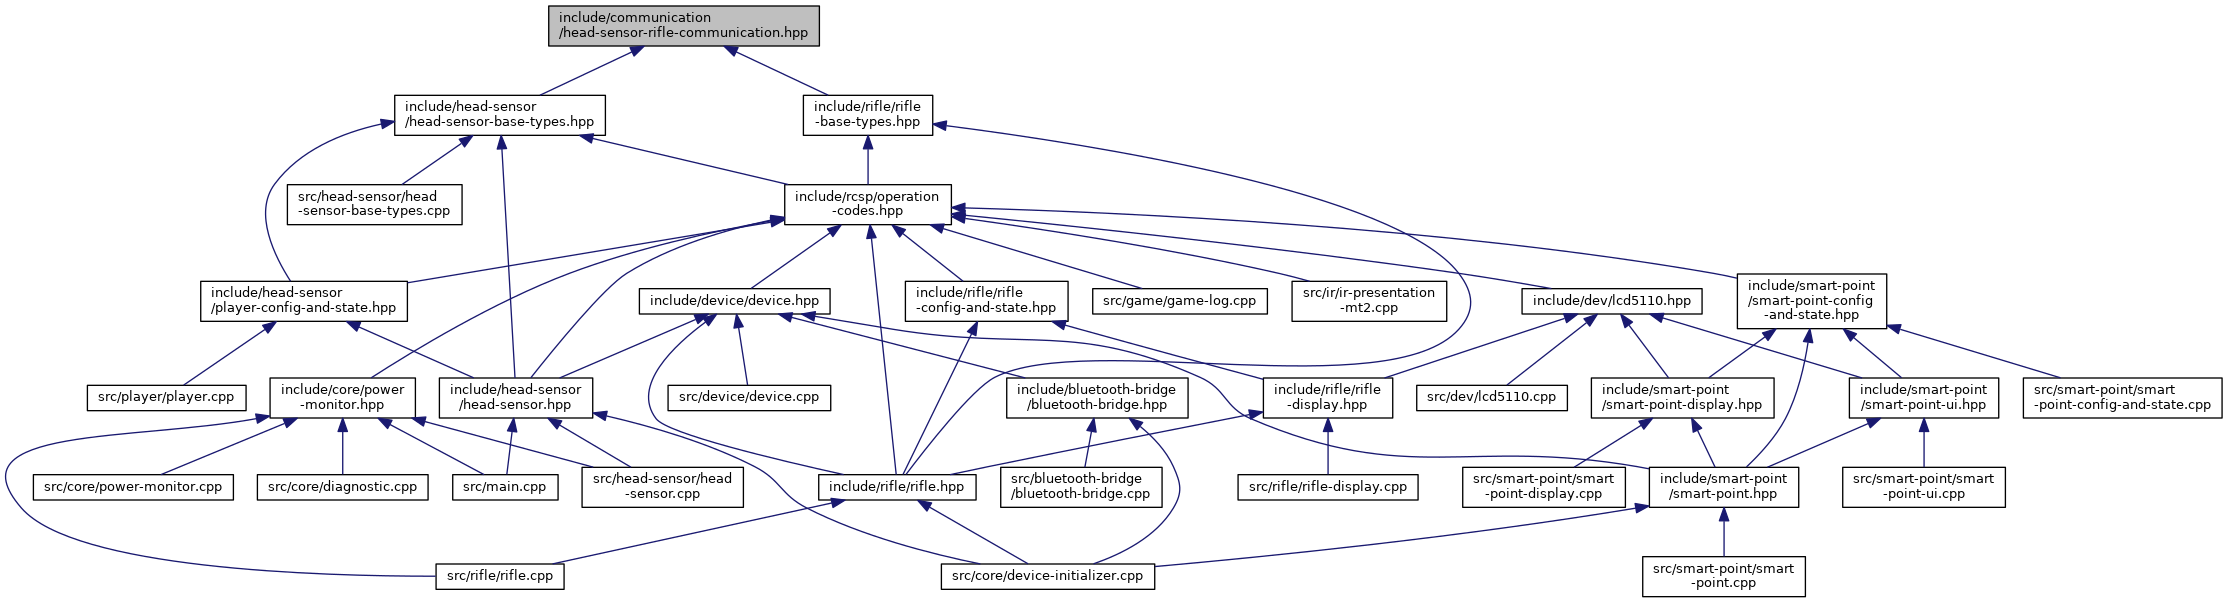 include/communication
/head-sensor-rifle-communication.hpp
include/head-sensor
/head-sensor-base-types.hpp
include/rifle/rifle
-base-types.hpp
src/head-sensor/head
-sensor-base-types.cpp
include/rcsp/operation
-codes.hpp
include/head-sensor
/player-config-and-state.hpp
include/device/device.hpp
include/rifle/rifle
-config-and-state.hpp
src/game/game-log.cpp
src/ir/ir-presentation
-mt2.cpp
include/dev/lcd5110.hpp
include/smart-point
/smart-point-config
-and-state.hpp
src/player/player.cpp
include/core/power
-monitor.hpp
include/head-sensor
/head-sensor.hpp
src/device/device.cpp
include/bluetooth-bridge
/bluetooth-bridge.hpp
include/rifle/rifle
-display.hpp
src/dev/lcd5110.cpp
include/smart-point
/smart-point-display.hpp
include/smart-point
/smart-point-ui.hpp
src/smart-point/smart
-point-config-and-state.cpp
src/core/power-monitor.cpp
src/core/diagnostic.cpp
src/main.cpp
src/head-sensor/head
-sensor.cpp
include/rifle/rifle.hpp
src/bluetooth-bridge
/bluetooth-bridge.cpp
src/rifle/rifle-display.cpp
src/smart-point/smart
-point-display.cpp
include/smart-point
/smart-point.hpp
src/smart-point/smart
-point-ui.cpp
src/rifle/rifle.cpp
src/core/device-initializer.cpp
src/smart-point/smart
-point.cpp